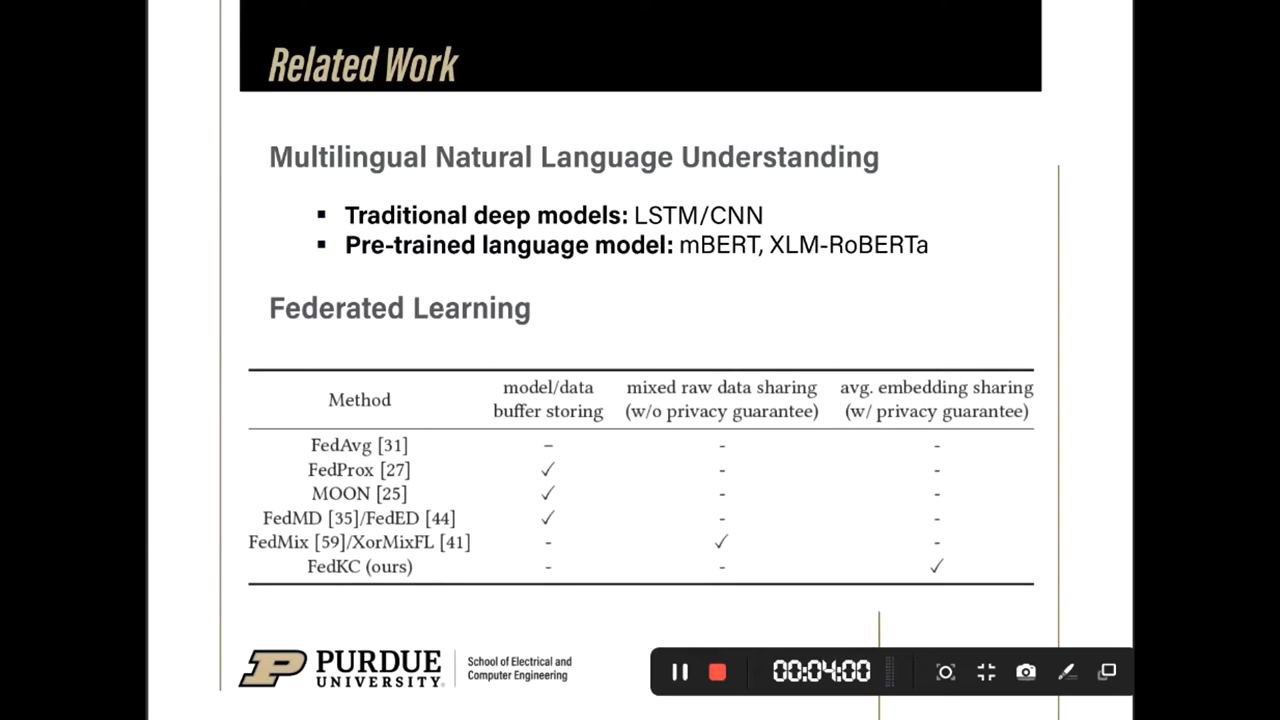 Related Work
Multilingual Natural Language Understanding
▪ Traditional deep models: LSTM/CNN
▪ Pre-trained language model: mBERT, XLM-RoBERTa
Federated Learning
Method model/data buffer storing mixed raw data sharing (w/o privacy guarantee) avg. embedding sharing (w/ privacy guarantee)
FedAvg [31] – - -
FedProx [27] ✓ - -
MOON [25] ✓ - -
FedMD [35]/FedED [44] ✓ - -
FedMix [59]/XorMixFL [41] - ✓ -
FedKC (ours) - - ✓
P PURDUE UNIVERSITY.
School of Electrical and
Computer Engineering
00:04:00